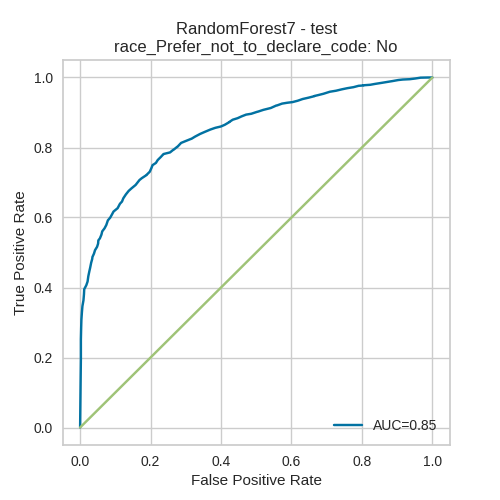 RandomForest7 - test
race_Prefer_not_to_declare_code: No
True Positive Rate
1.0
0.8
0.6
0.4
0.2
0.0
AUC=0.85
0.0 0.2 0.4 0.6 0.8 1.0
False Positive Rate